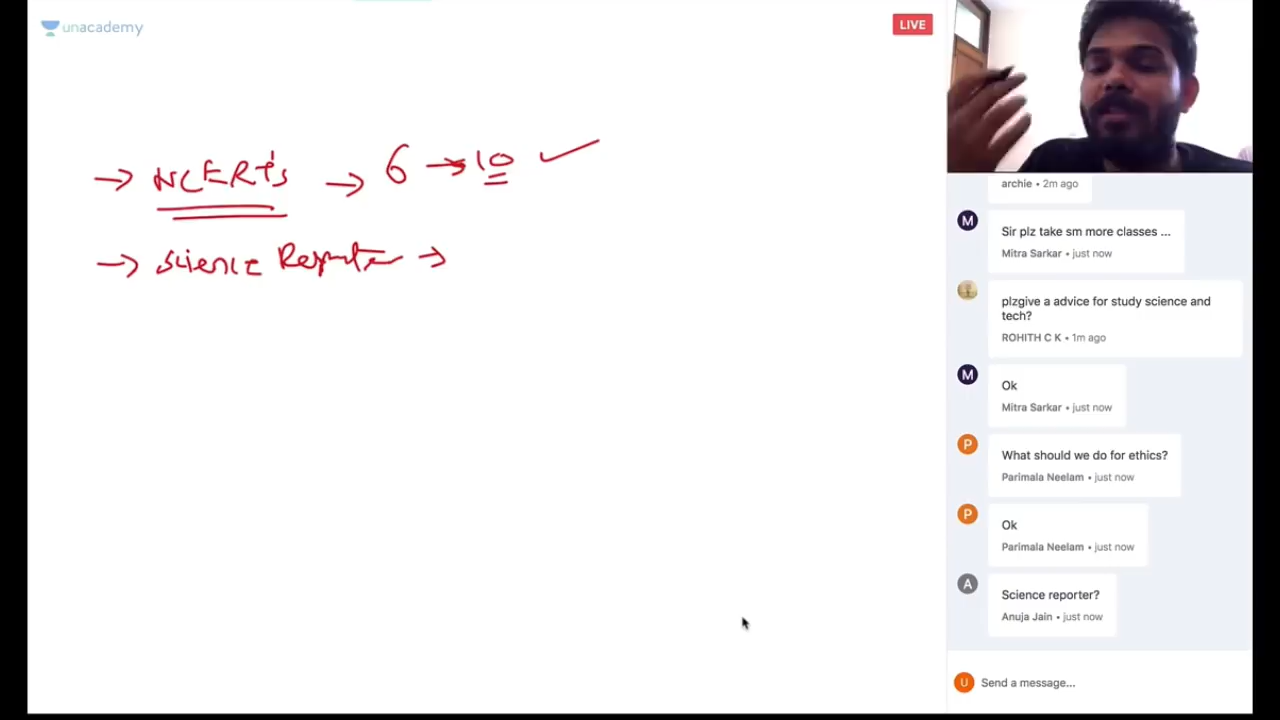 unacademy
LIVE
→ NCERT's → 6 → 10 ✓
→ Science Reporter →
archie • 2m ago
M
Sir plz take sm more classes ...
Mitra Sarkar • just now
plzgive a advice for study science and
tech?
ROHITH C K • 1m ago
M
Ok
Mitra Sarkar • just now
P
What should we do for ethics?
Parimala Neelam • just now
P
Ok
Parimala Neelam • just now
A
Science reporter?
Anuja Jain • just now
U
Send a message...